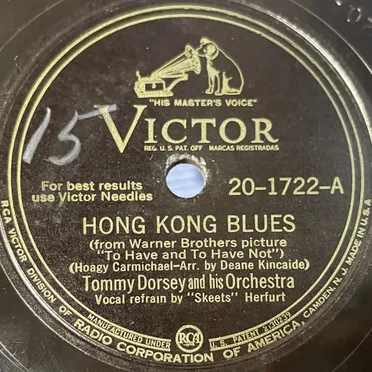 "HIS MASTER'S VOICE"
VICTOR
REG. U. S. PAT. OFF. MARCAS REGISTRADAS
15
For best results
use Victor Needles
20-1722-A
HONG KONG BLUES
(from Warner Brothers picture
"To Have and To Have Not")
(Hoagy Carmichael–Arr. by Deane Kincaide)
Tommy Dorsey and his Orchestra
Vocal refrain by "Skeets" Herfurt
MANUFACTURED UNDER
RCA
U. S. PATENT X:30239
RCA VICTOR DIVISION OF RADIO CORPORATION OF AMERICA, CAMDEN, N. J. MADE IN U.S.A.